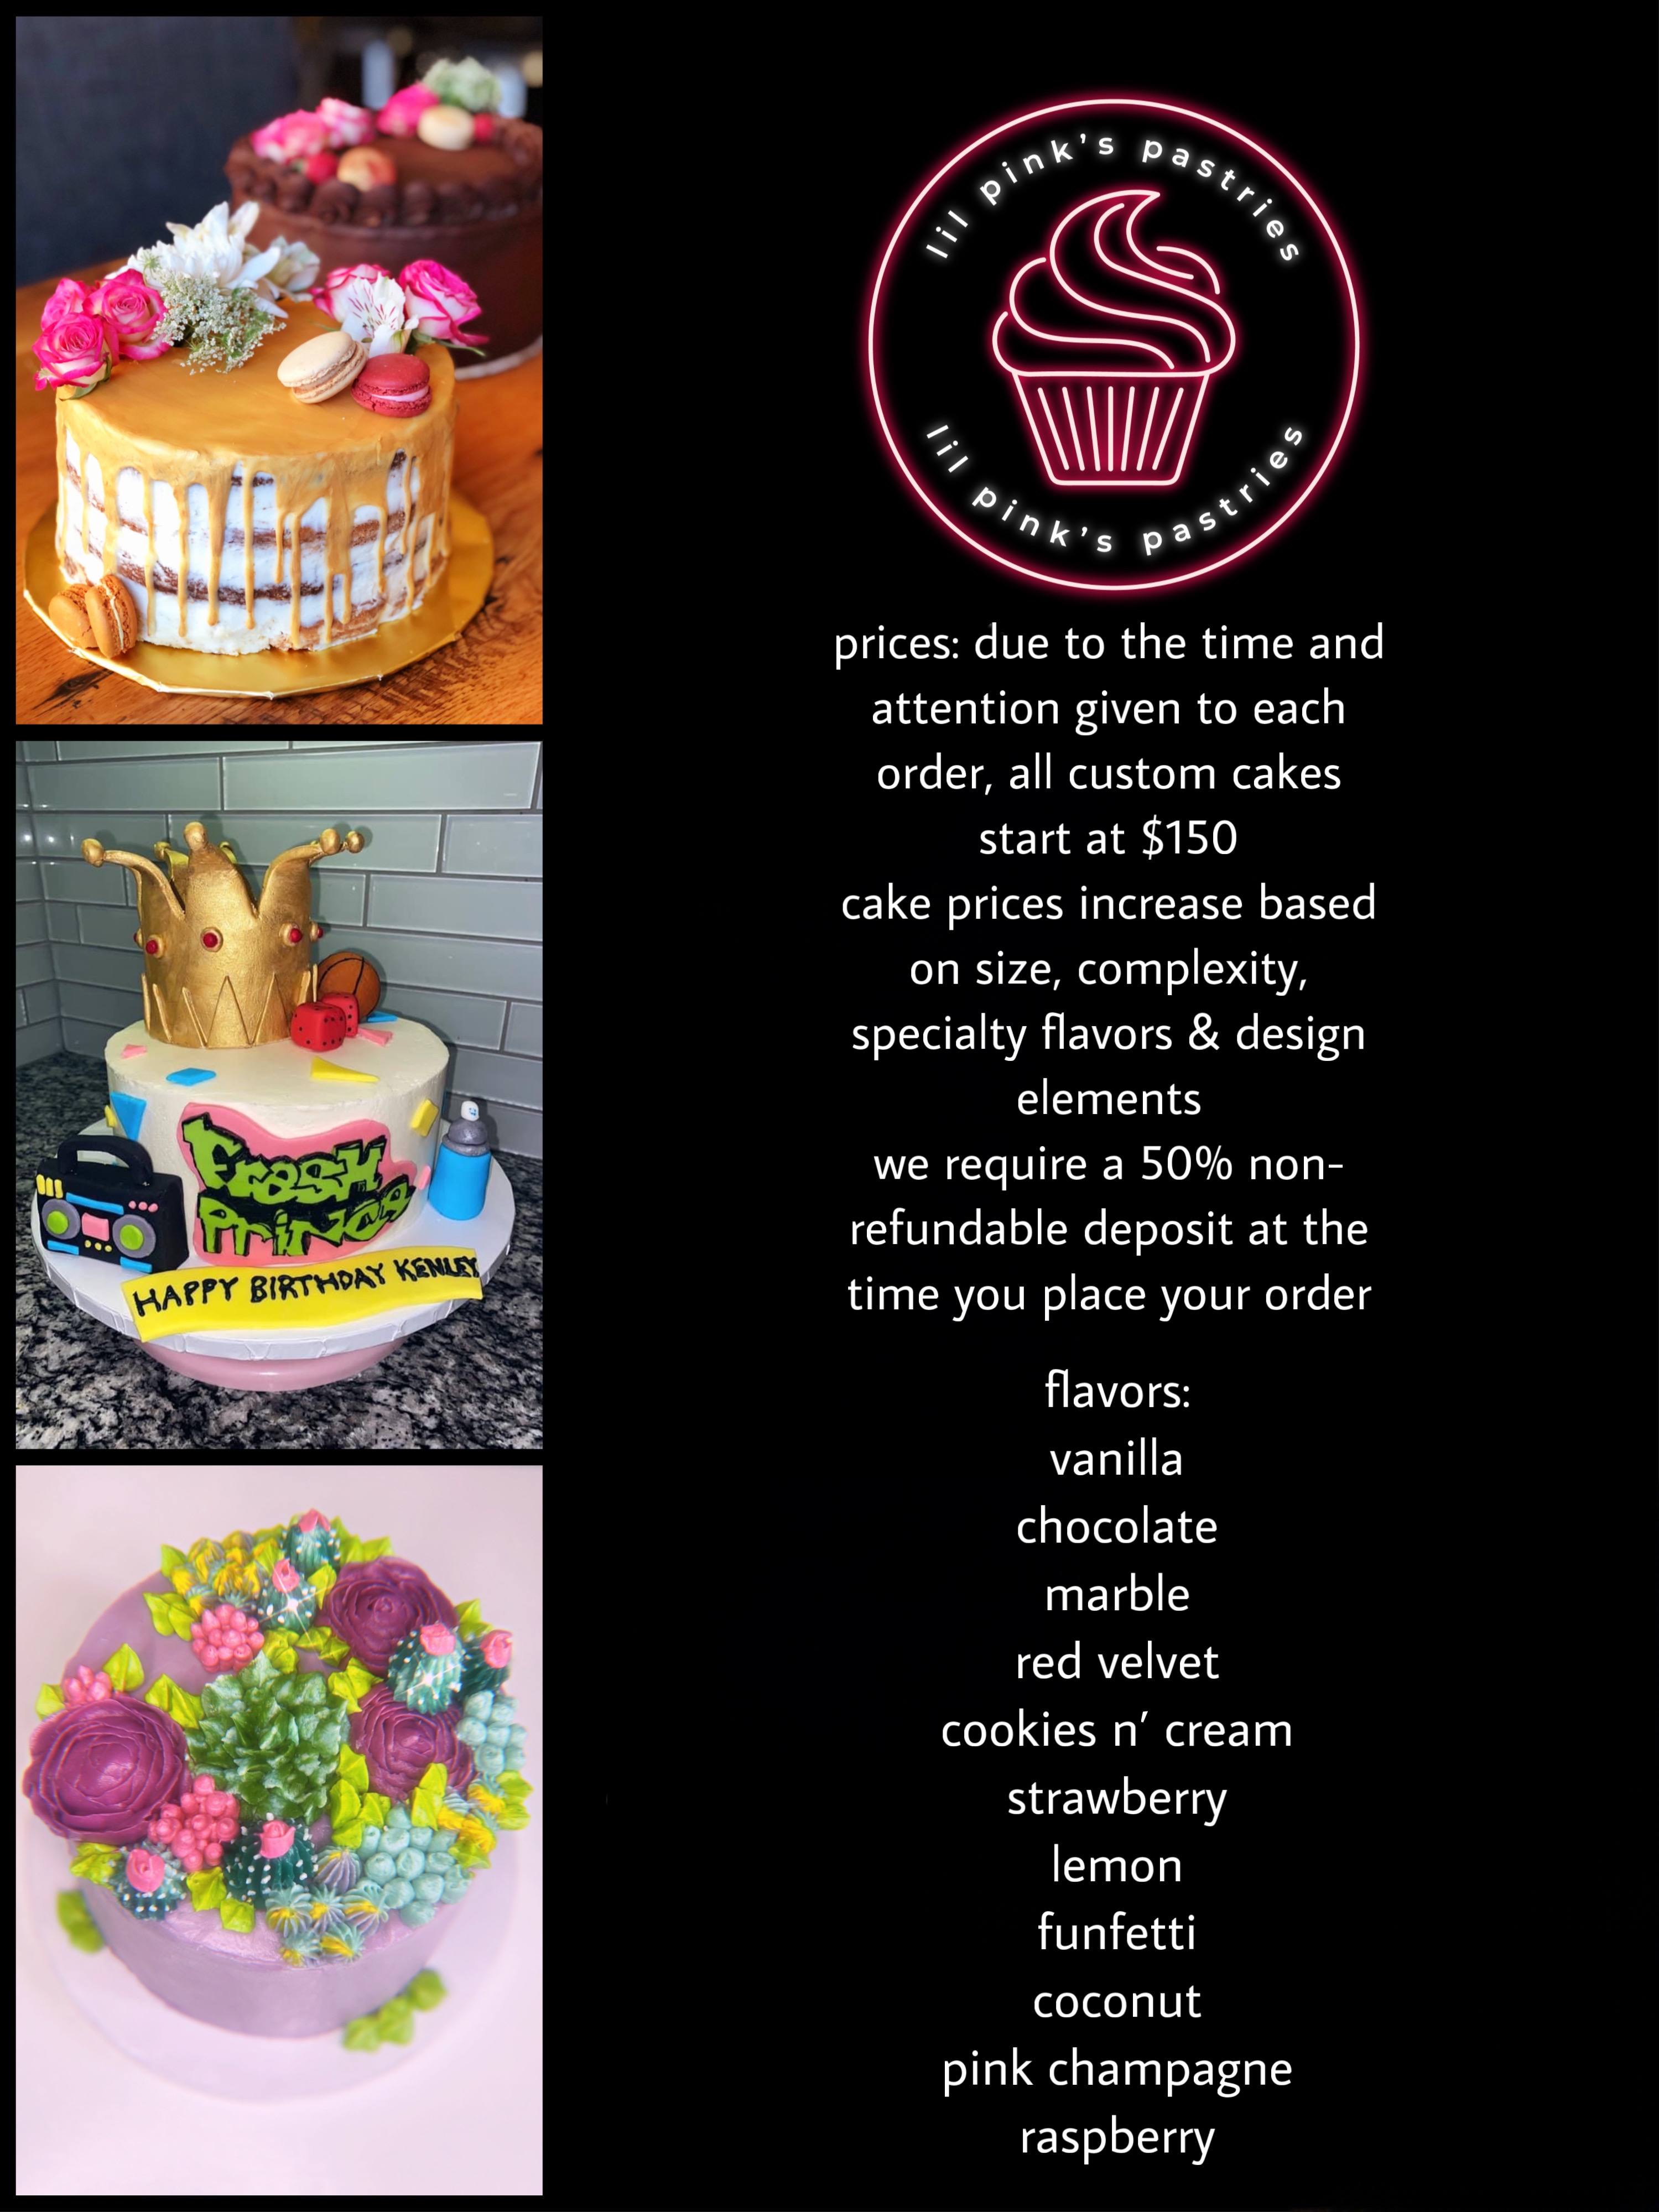 lil pink's pastries
lil pink's pastries
prices: due to the time and
attention given to each
order, all custom cakes
start at $150
cake prices increase based
on size, complexity,
specialty flavors & design
elements
we require a 50% non-
refundable deposit at the
time you place your order
flavors:
vanilla
chocolate
marble
red velvet
cookies n' cream
strawberry
lemon
funfetti
coconut
pink champagne
raspberry
FrESH
PriNCE
HAPPY BIRTHDAY KENLEY